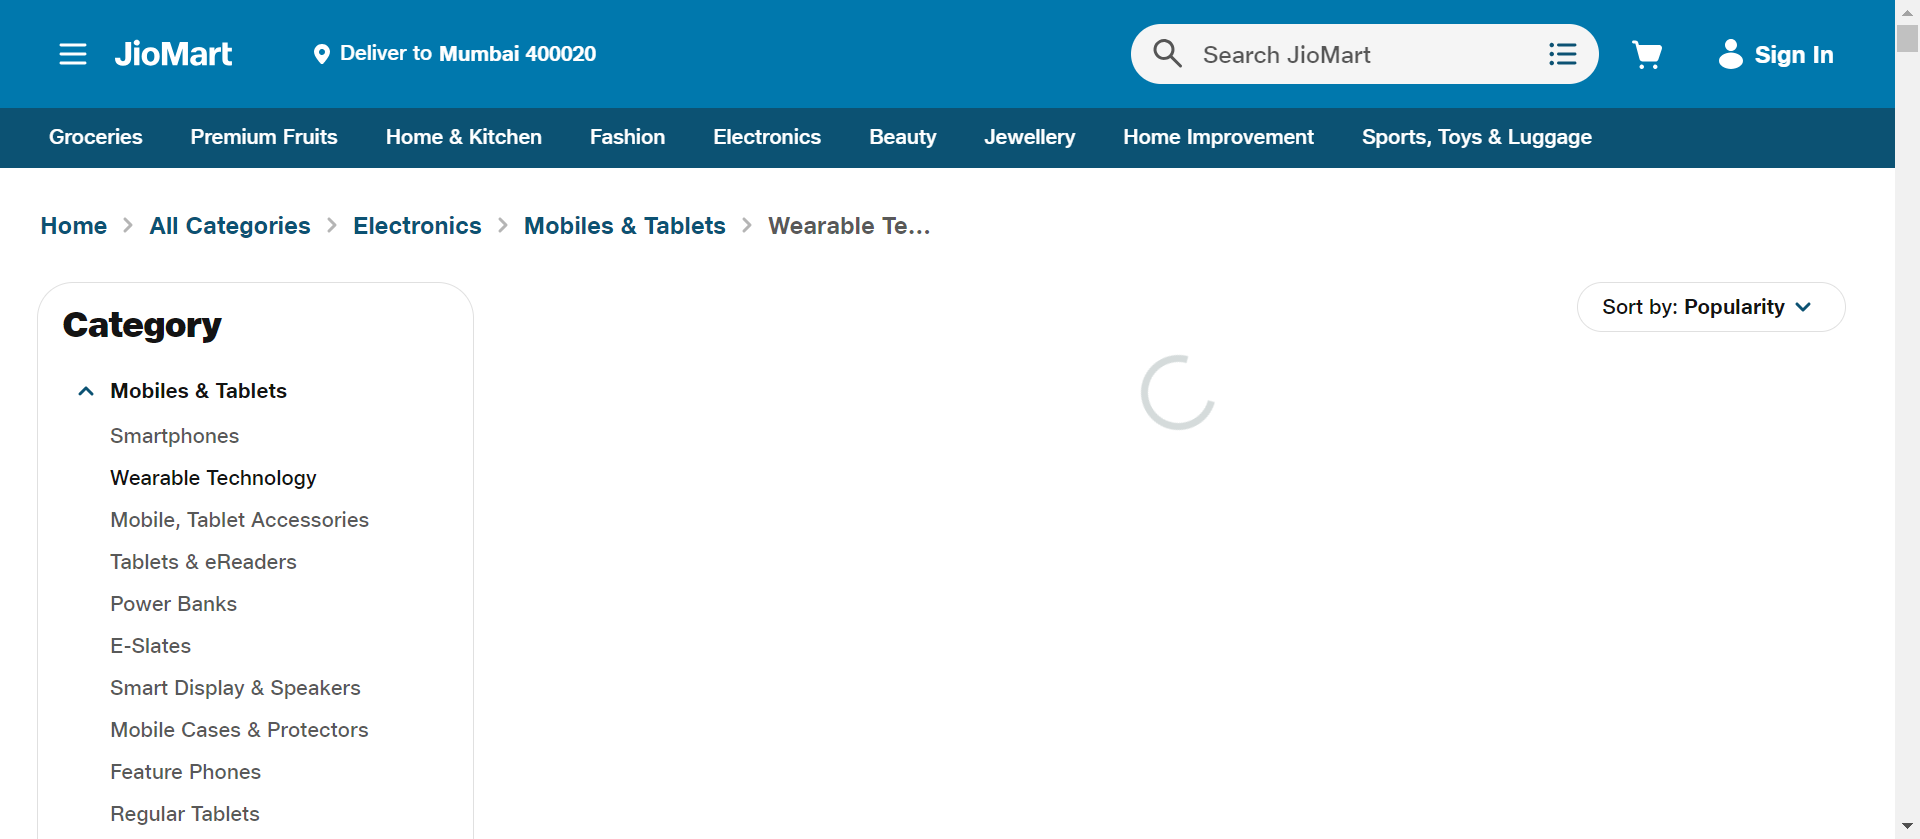 JioMart
Deliver to Mumbai 400020
Search JioMart
Sign In
Groceries Premium Fruits Home & Kitchen Fashion Electronics Beauty Jewellery Home Improvement Sports, Toys & Luggage
Home All Categories Electronics Mobiles & Tablets Wearable Te...
Category
Sort by: Popularity
Mobiles & Tablets
Smartphones
Wearable Technology
Mobile, Tablet Accessories
Tablets & eReaders
Power Banks
E-Slates
Smart Display & Speakers
Mobile Cases & Protectors
Feature Phones
Regular Tablets